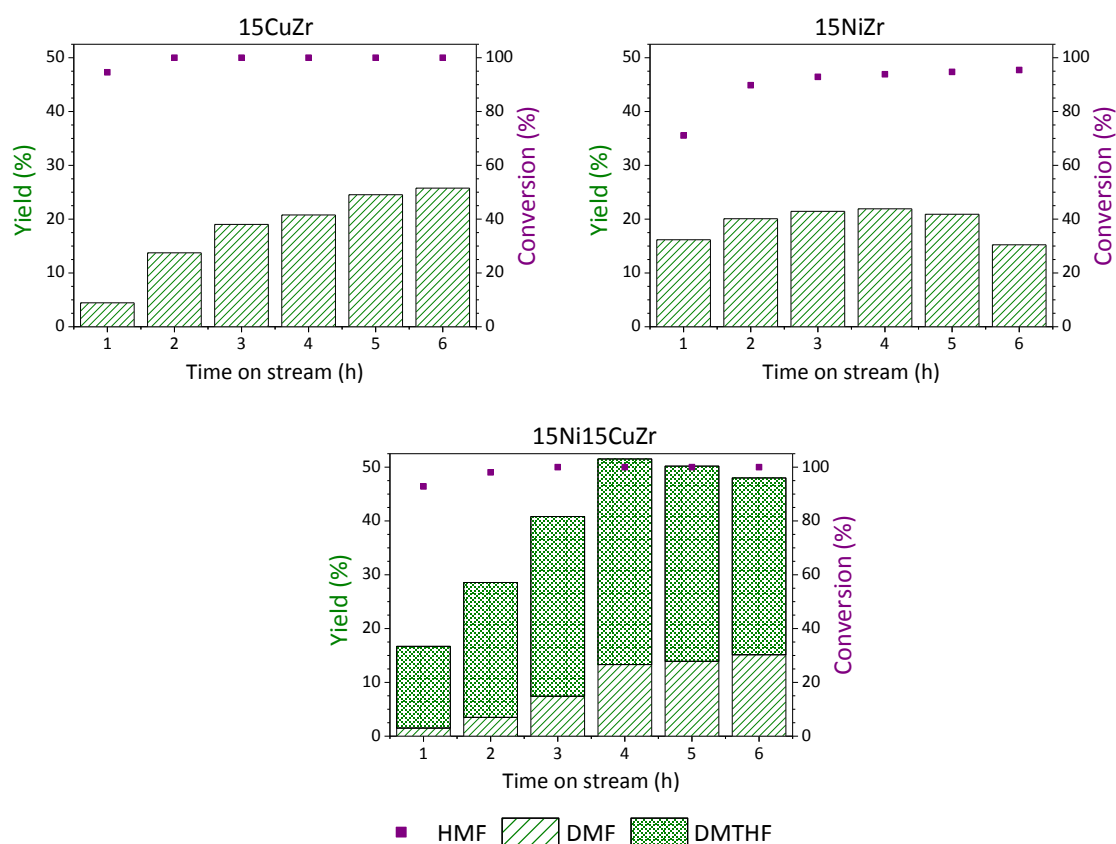 15CuZr
50
40
30
20
10
0
Yield (%)
100
80
60
40
20
0
Conversion (%)
1 2 3 4 5 6
Time on stream (h)
15NiZr
50
40
30
20
10
0
Yield (%)
100
80
60
40
20
0
Conversion (%)
1 2 3 4 5 6
Time on stream (h)
15Ni15CuZr
50
40
30
20
10
0
Yield (%)
100
80
60
40
20
0
Conversion (%)
1 2 3 4 5 6
Time on stream (h)
HMF DMF DMTHF